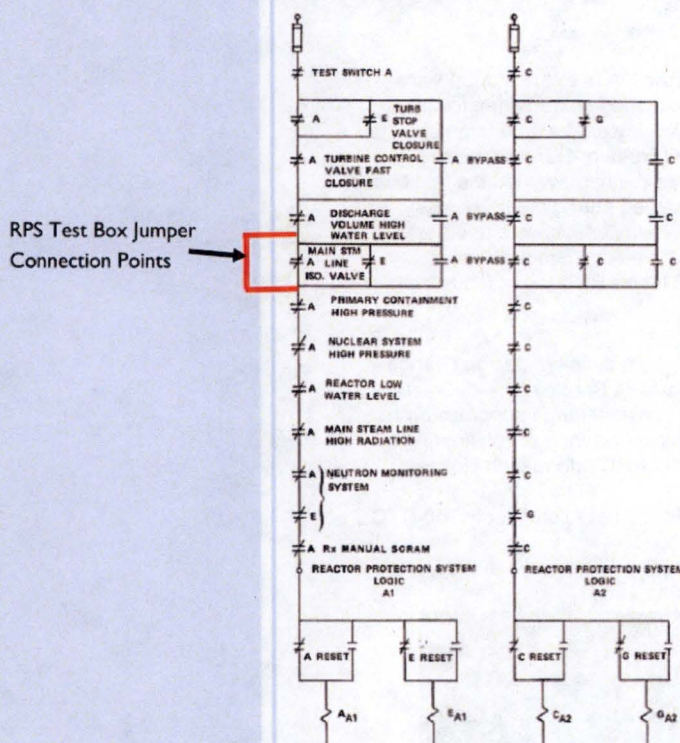 TEST SWITCH A
C
A
E
TURB
STOP
VALVE
CLOSURE
C
G
A
TURBINE CONTROL
VALVE FAST
CLOSURE
A BYPASS
C
C
A
DISCHARGE
VOLUME HIGH
WATER LEVEL
A BYPASS
C
C
RPS Test Box Jumper
Connection Points
A
MAIN STM
LINE
ISO. VALVE
E
A BYPASS
C
C
C
A
PRIMARY CONTAINMENT
HIGH PRESSURE
C
A
NUCLEAR SYSTEM
HIGH PRESSURE
C
A
REACTOR LOW
WATER LEVEL
C
A
MAIN STEAM LINE
HIGH RADIATION
C
A
NEUTRON MONITORING
SYSTEM
C
E
G
A Rx MANUAL SCRAM
C
REACTOR PROTECTION SYSTEM
LOGIC
A1
REACTOR PROTECTION SYSTEM
LOGIC
A2
A RESET
E RESET
C RESET
G RESET
AA1
EA1
CA2
GA2